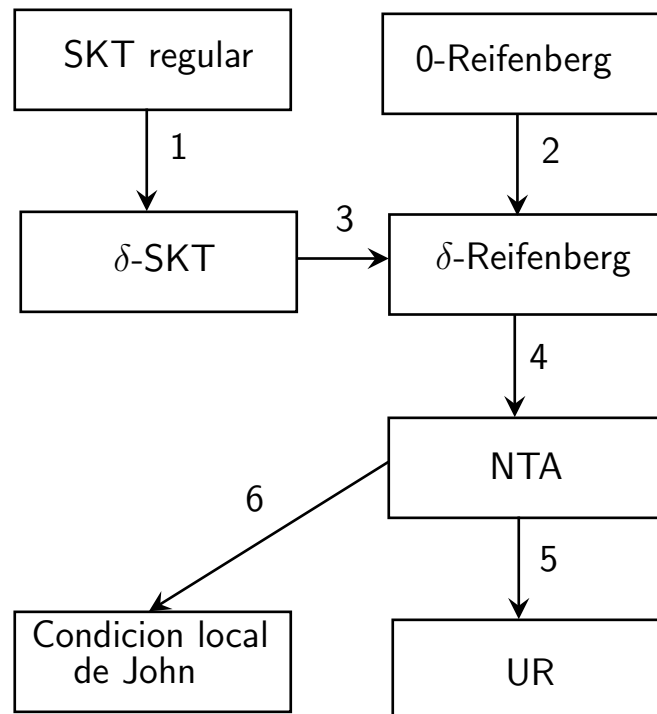 SKT regular
0-Reifenberg
1
2
δ-SKT
3
δ-Reifenberg
4
NTA
6
5
Condicion local
de John
UR